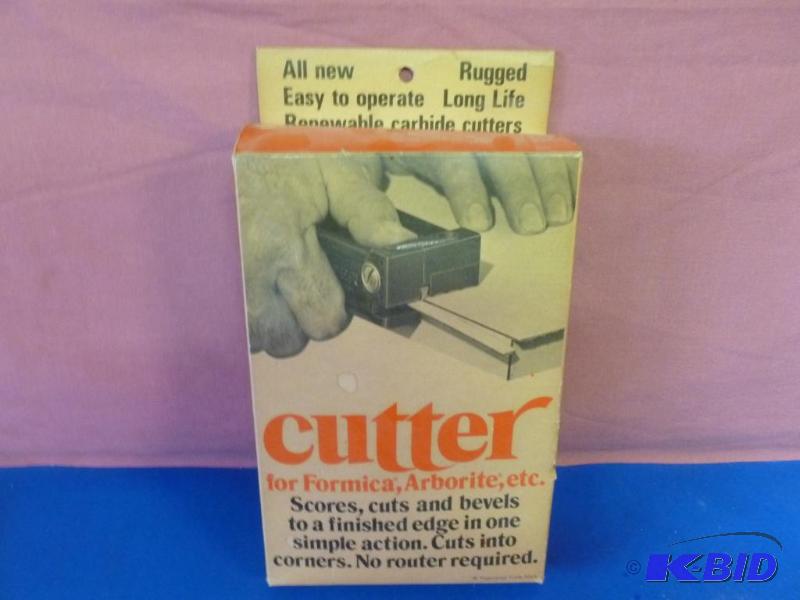 All new Rugged
Easy to operate Long Life
Renewable carbide cutters
cutter
for Formica®, Arborite®, etc.
Scores, cuts and bevels
to a finished edge in one
simple action. Cuts into
corners. No router required.
© K-BID